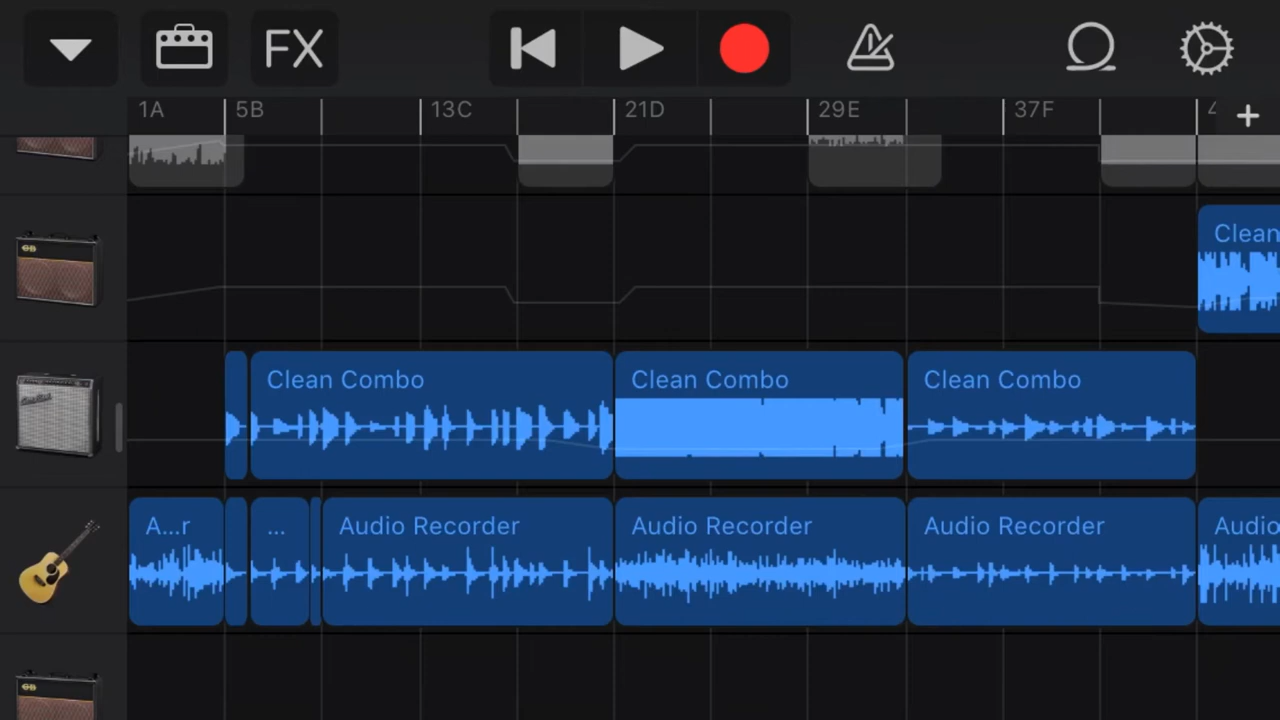 FX
1A 5B 13C 21D 29E 37F 4
Clean
Clean Combo Clean Combo Clean Combo
A...r ... Audio Recorder Audio Recorder Audio Recorder Audio